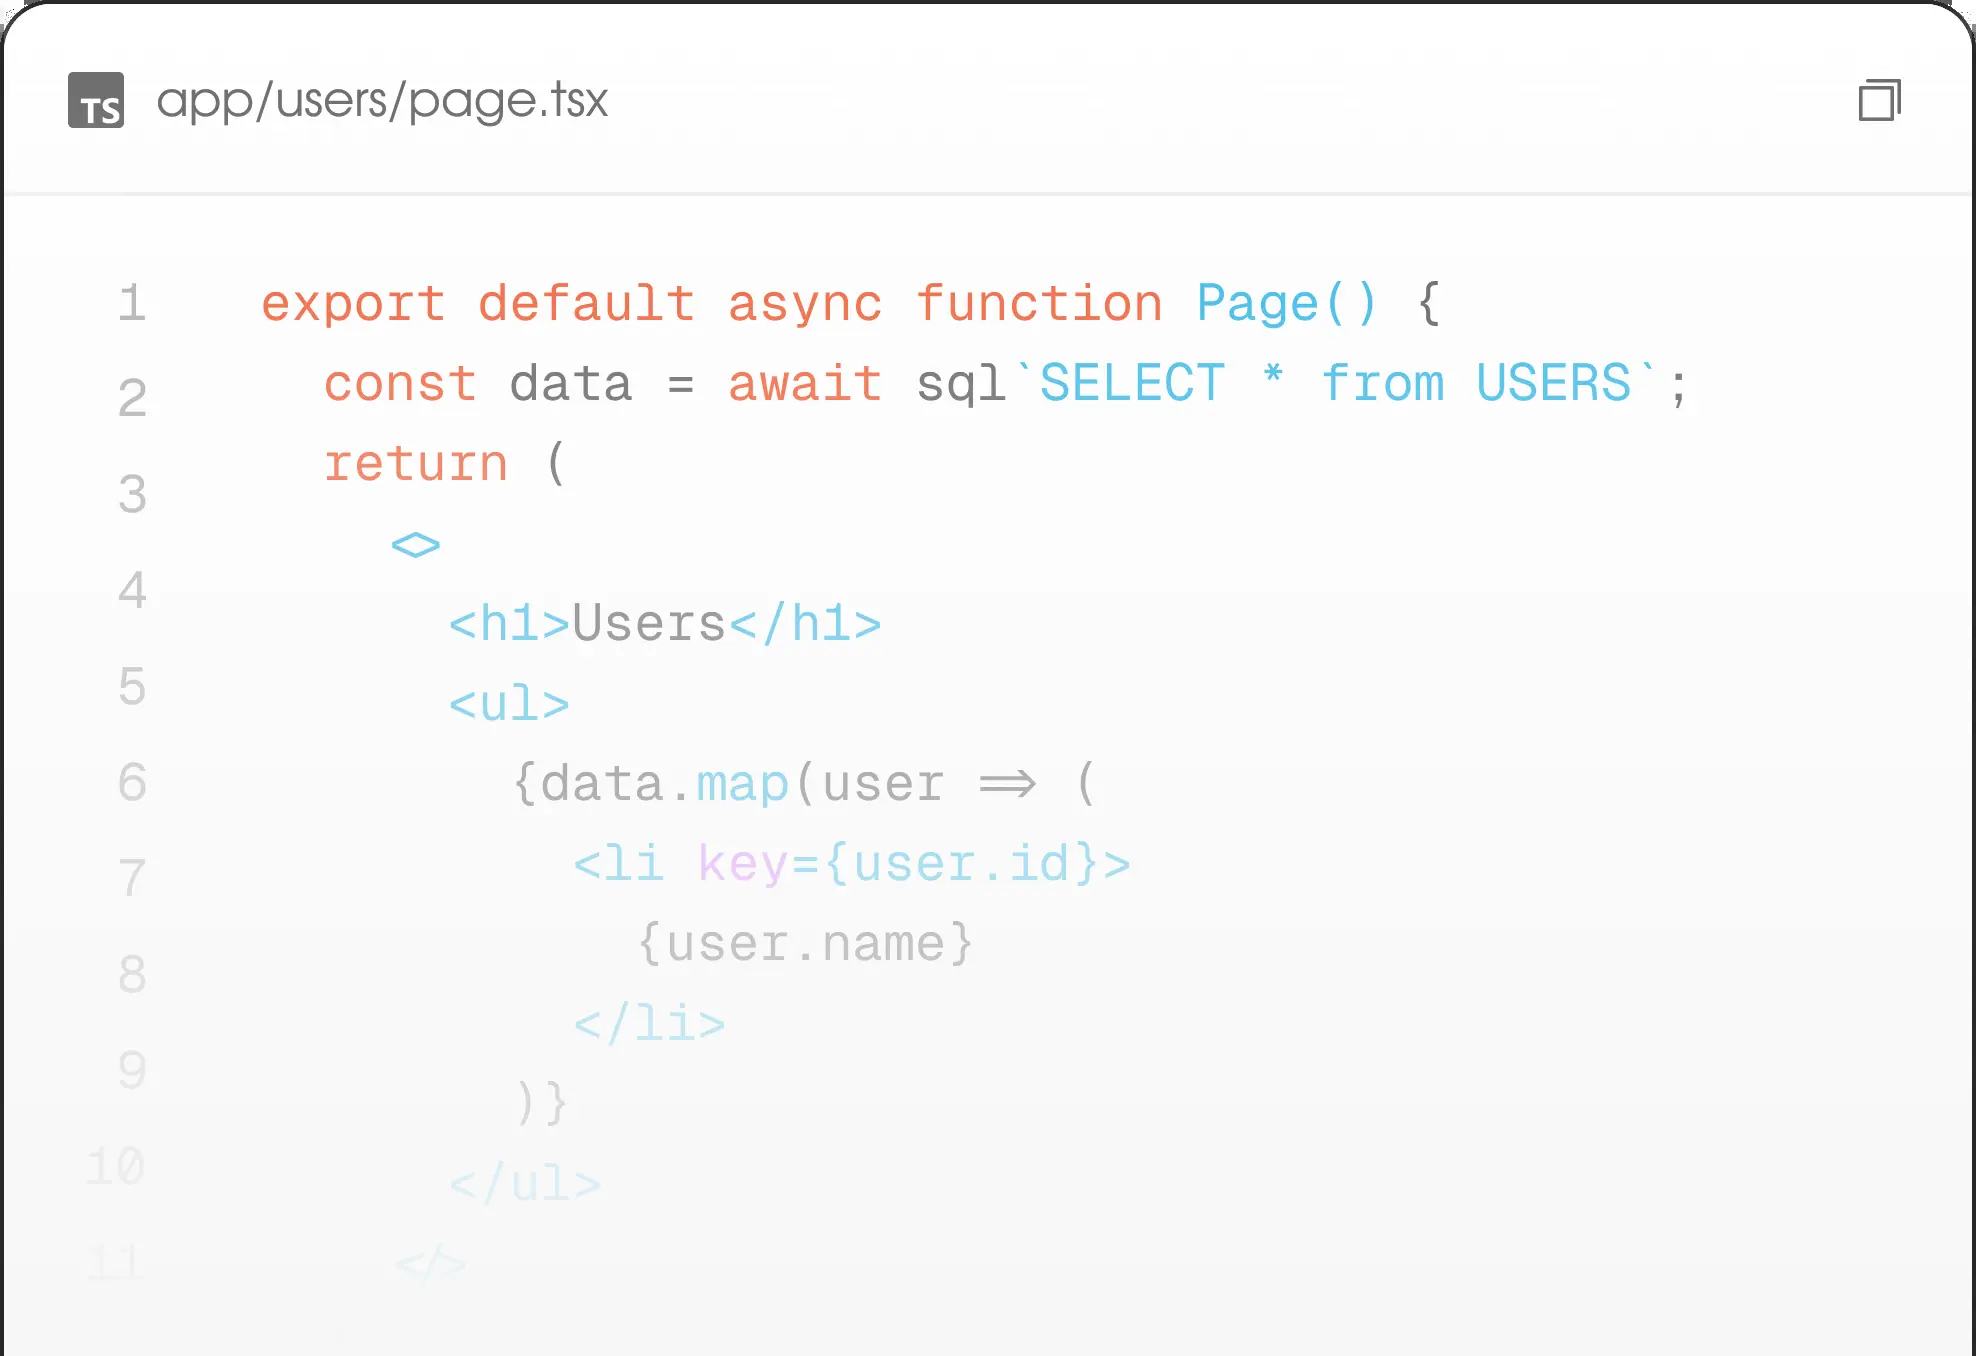 TS app/users/page.tsx
1 export default async function Page() {
2 const data = await sql`SELECT * from USERS`;
3 return (
<>
4 <h1>Users</h1>
5 <ul>
6 {data.map(user => (
7 <li key={user.id}>
{user.name}
8 </li>
9 )}
10 </ul>
11 </>